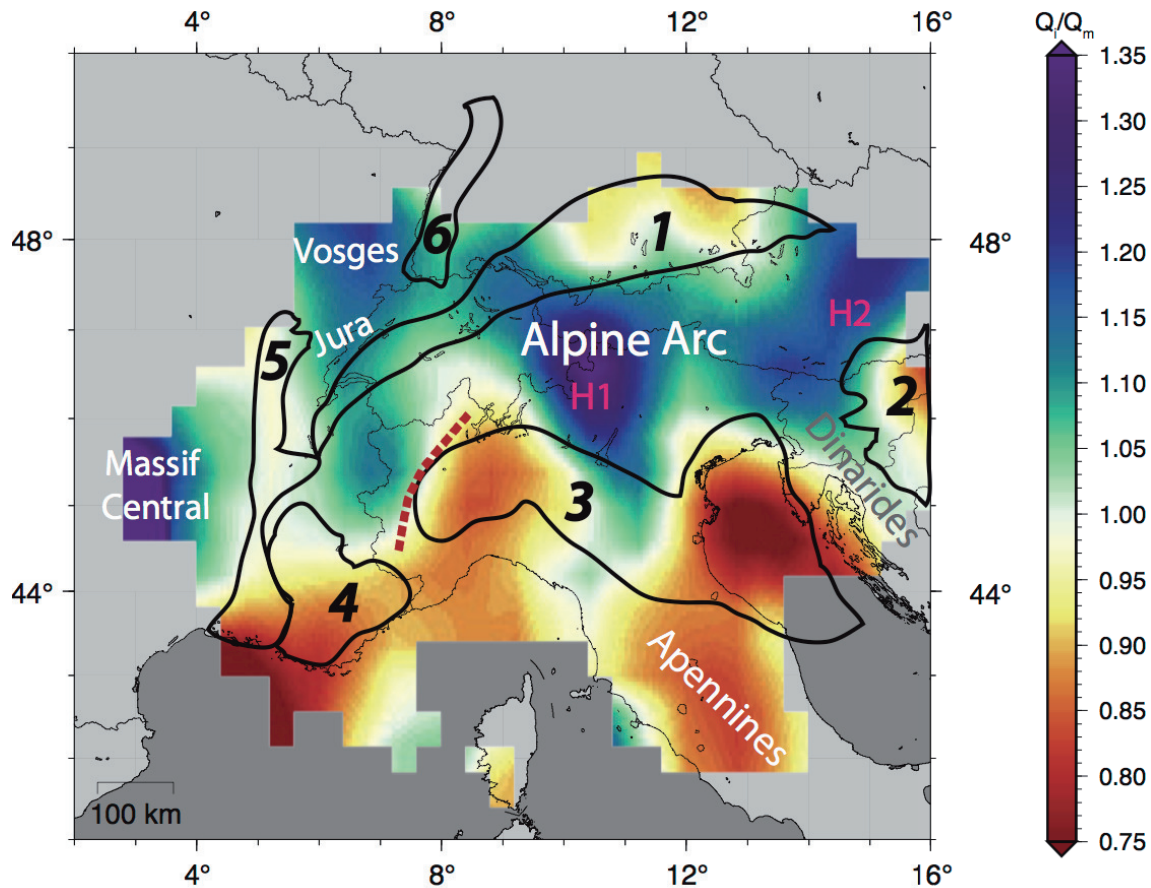 4° 8° 12° 16°
Qi/Qm
1.35
1.30
1.25
1.20
1.15
1.10
1.05
1.00
0.95
0.90
0.85
0.80
0.75
48° 48°
44° 44°
Vosges
6
1
Jura
Alpine Arc
H2
5
H1
2
Massif
Central
Dinarides
3
4
Apennines
100 km
4° 8° 12° 16°